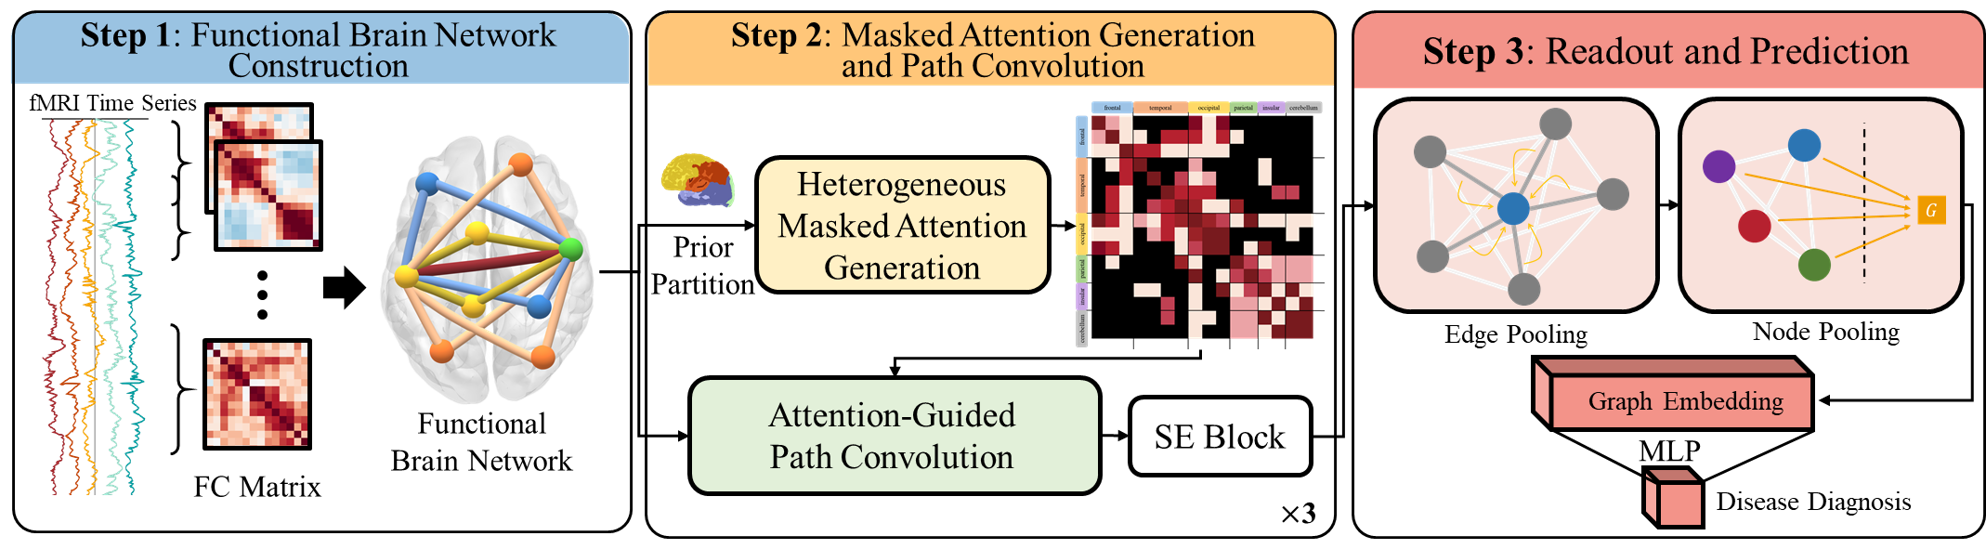 Step 1: Functional Brain Network
Construction
fMRI Time Series
FC Matrix
Functional
Brain Network
Step 2: Masked Attention Generation
and Path Convolution
Prior
Partition
Heterogeneous
Masked Attention
Generation
frontal temporal occipital parietal insular cerebellum
frontal
temporal
occipital
parietal
insular
cerebellum
Attention-Guided
Path Convolution
SE Block
×3
Step 3: Readout and Prediction
G
Edge Pooling
Node Pooling
Graph Embedding
MLP
Disease Diagnosis